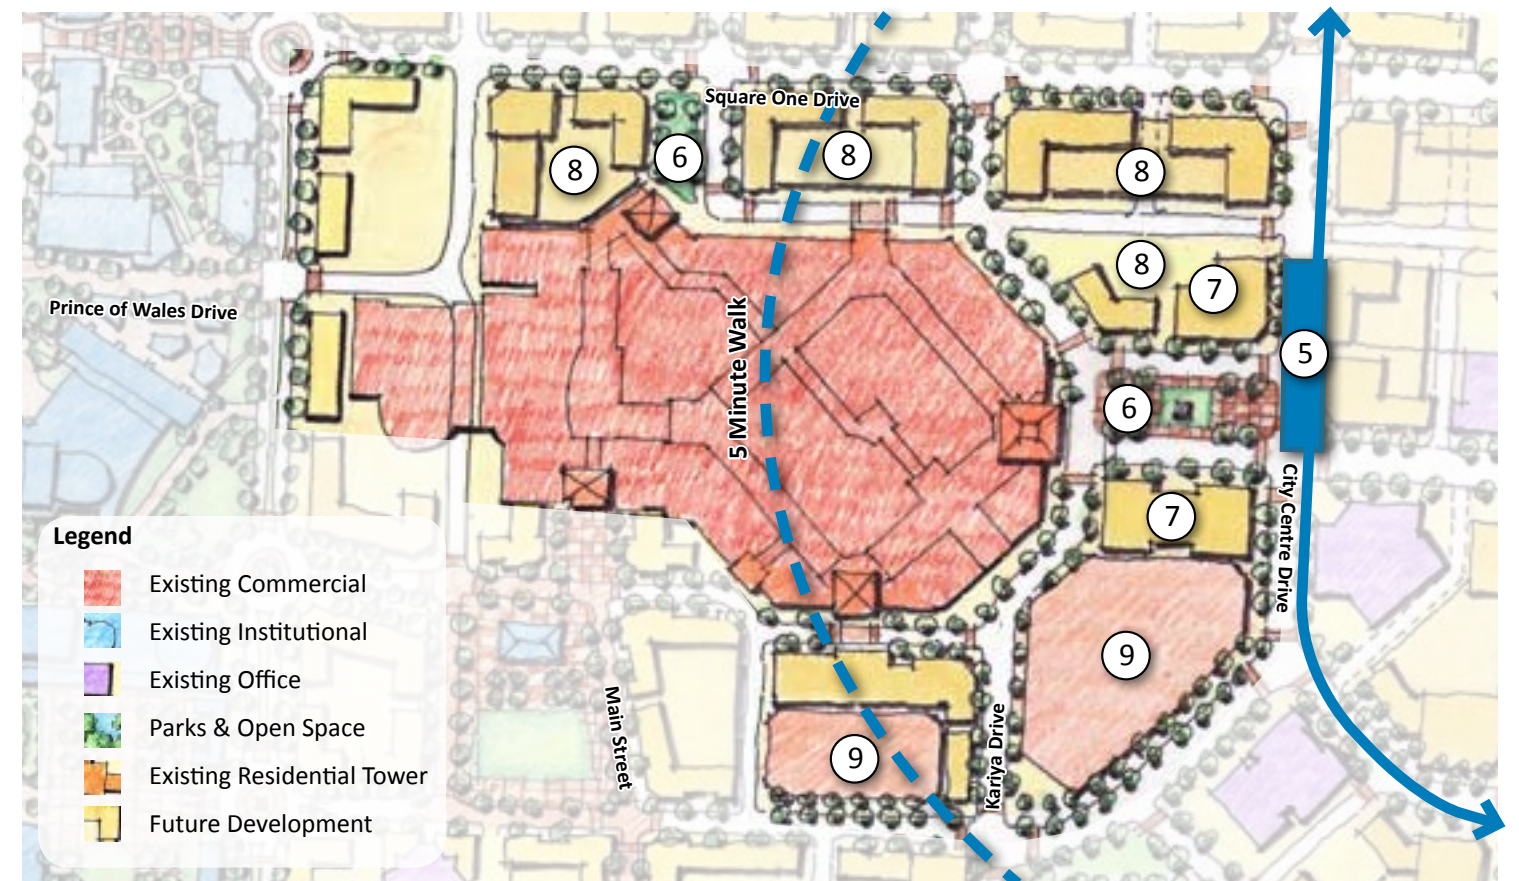 Square One Drive
8
6
8
8
8
7
Prince of Wales Drive
5 Minute Walk
5
6
City Centre Drive
7
Legend
Existing Commercial
Existing Institutional
Existing Office
Parks & Open Space
Existing Residential Tower
Future Development
9
Main Street
Kariya Drive
9